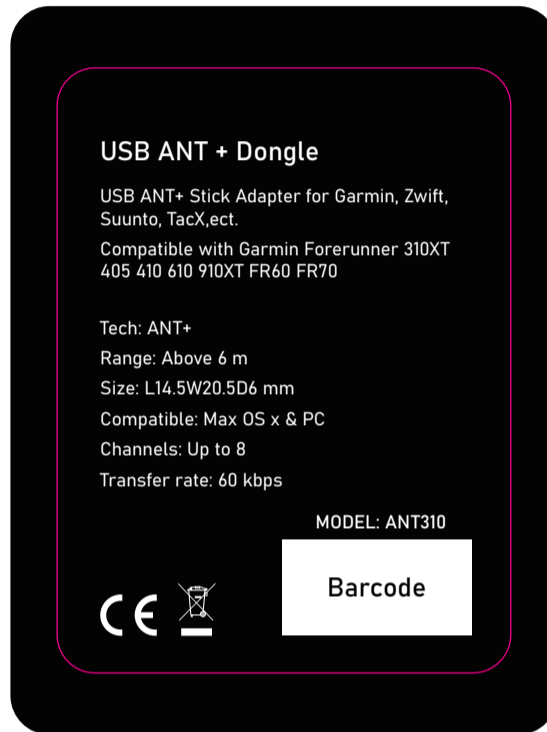 USB ANT + Dongle
USB ANT+ Stick Adapter for Garmin, Zwift,
Suunto, TacX,ect.
Compatible with Garmin Forerunner 310XT
405 410 610 910XT FR60 FR70
Tech: ANT+
Range: Above 6 m
Size: L14.5W20.5D6 mm
Compatible: Max OS x & PC
Channels: Up to 8
Transfer rate: 60 kbps
MODEL: ANT310
Barcode
CE